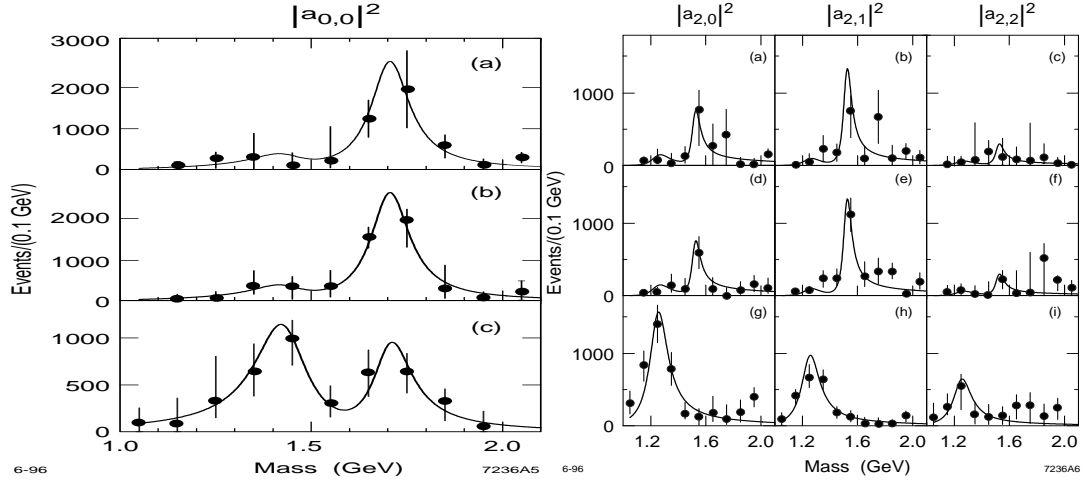 |a0,0|²
3000
2000
1000
0
(a)
2000
1000
0
(b)
1000
500
0
(c)
Events/(0.1 GeV)
1.0 1.5 2.0
Mass (GeV)
6-96
7236A5
|a2,0|² |a2,1|² |a2,2|²
(a) (b) (c)
1000
0
(d) (e) (f)
1000
0
(g) (h) (i)
1000
0
Events/(0.1 GeV)
1.2 1.6 2.0 1.2 1.6 2.0 1.2 1.6 2.0
Mass (GeV)
6-96
7236A6